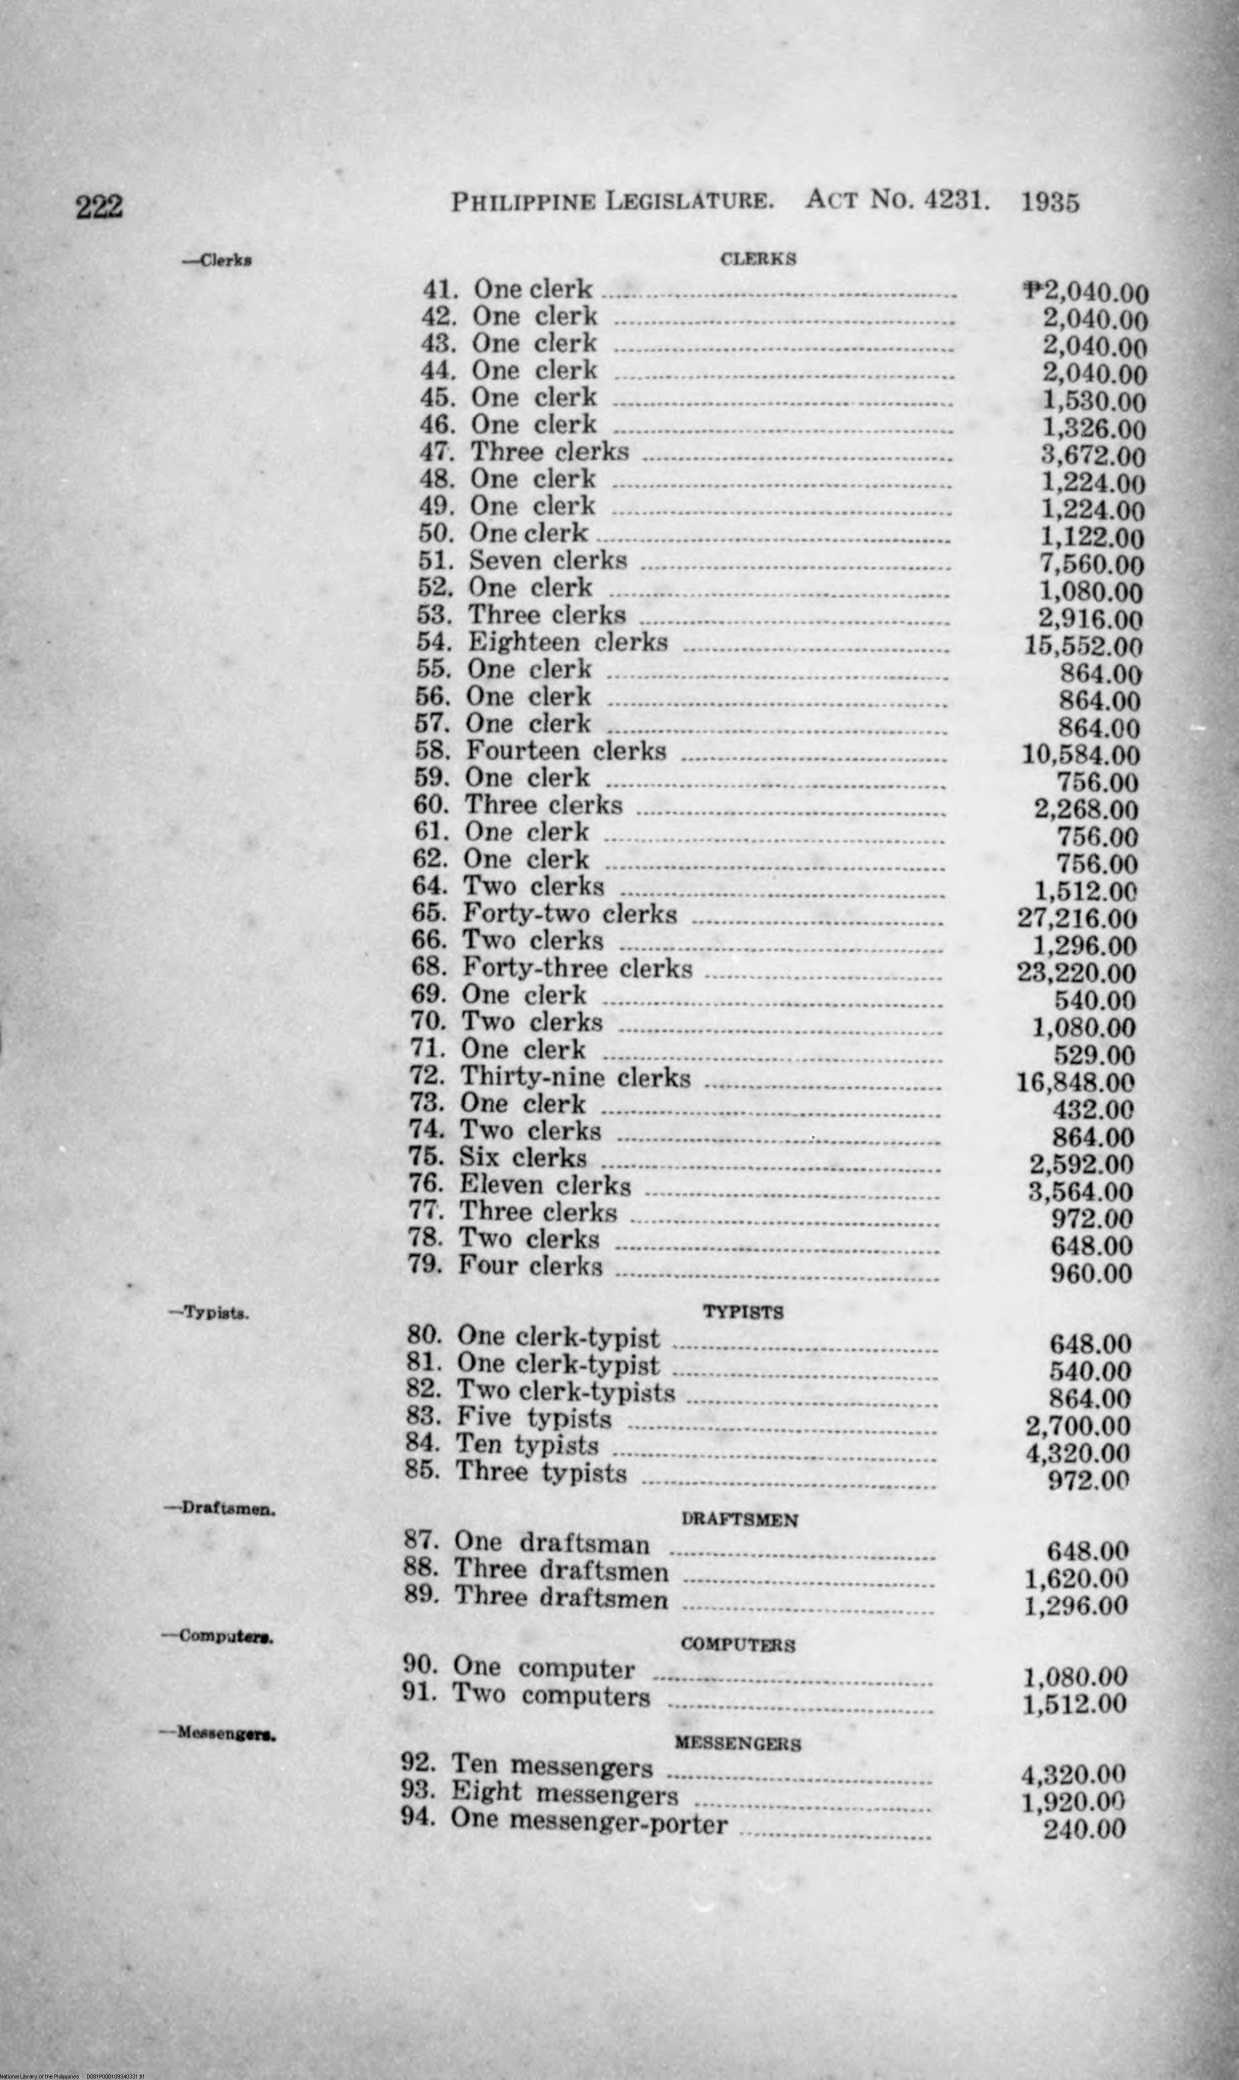 222 PHILIPPINE LEGISLATURE. ACT No. 4231. 1935
—Clerks CLERKS
41. One clerk ₱2,040.00
42. One clerk 2,040.00
43. One clerk 2,040.00
44. One clerk 2,040.00
45. One clerk 1,530.00
46. One clerk 1,326.00
47. Three clerks 3,672.00
48. One clerk 1,224.00
49. One clerk 1,224.00
50. One clerk 1,122.00
51. Seven clerks 7,560.00
52. One clerk 1,080.00
53. Three clerks 2,916.00
54. Eighteen clerks 15,552.00
55. One clerk 864.00
56. One clerk 864.00
57. One clerk 864.00
58. Fourteen clerks 10,584.00
59. One clerk 756.00
60. Three clerks 2,268.00
61. One clerk 756.00
62. One clerk 756.00
64. Two clerks 1,512.00
65. Forty-two clerks 27,216.00
66. Two clerks 1,296.00
68. Forty-three clerks 23,220.00
69. One clerk 540.00
70. Two clerks 1,080.00
71. One clerk 529.00
72. Thirty-nine clerks 16,848.00
73. One clerk 432.00
74. Two clerks 864.00
75. Six clerks 2,592.00
76. Eleven clerks 3,564.00
77. Three clerks 972.00
78. Two clerks 648.00
79. Four clerks 960.00
—Typists. TYPISTS
80. One clerk-typist 648.00
81. One clerk-typist 540.00
82. Two clerk-typists 864.00
83. Five typists 2,700.00
84. Ten typists 4,320.00
85. Three typists 972.00
—Draftsmen. DRAFTSMEN
87. One draftsman 648.00
88. Three draftsmen 1,620.00
89. Three draftsmen 1,296.00
—Computers. COMPUTERS
90. One computer 1,080.00
91. Two computers 1,512.00
—Messengers. MESSENGERS
92. Ten messengers 4,320.00
93. Eight messengers 1,920.00
94. One messenger-porter 240.00
National Library of the Philippines